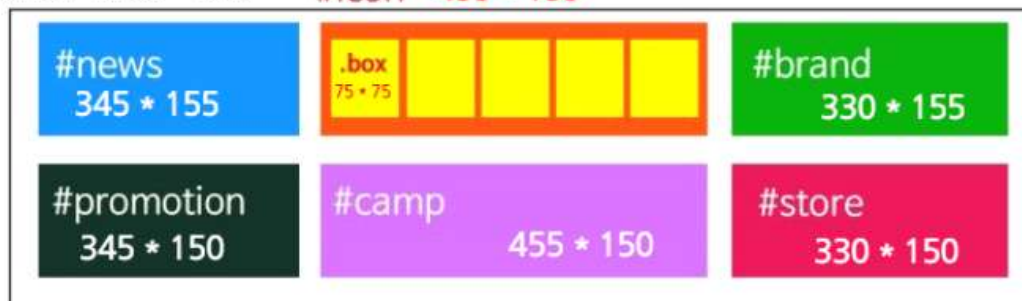 #news
345 * 155
.box
75 * 75
#brand
330 * 155
#promotion
345 * 150
#camp
455 * 150
#store
330 * 150